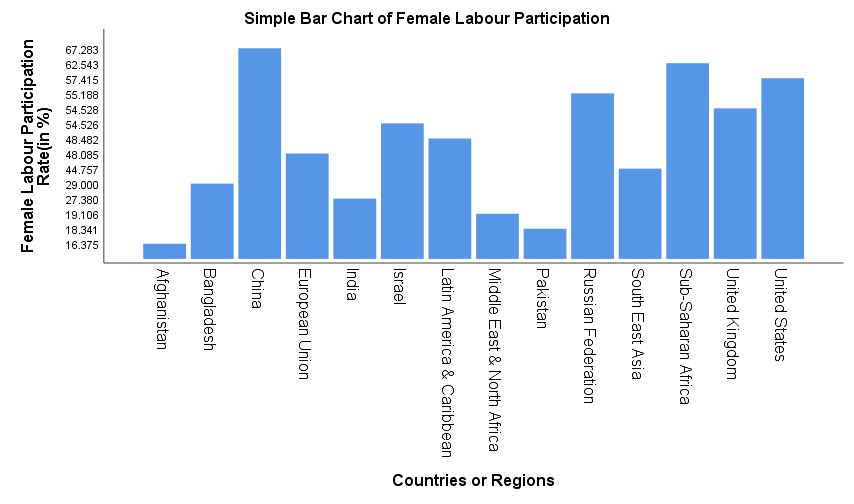 Simple Bar Chart of Female Labour Participation
Female Labour Participation
Rate(in %)
67.283
62.543
57.415
55.188
54.528
54.526
48.482
48.085
44.757
29.000
27.380
19.106
18.341
16.375
Afghanistan
Bangladesh
China
European Union
India
Israel
Latin America & Caribbean
Middle East & North Africa
Pakistan
Russian Federation
South East Asia
Sub-Saharan Africa
United Kingdom
United States
Countries or Regions